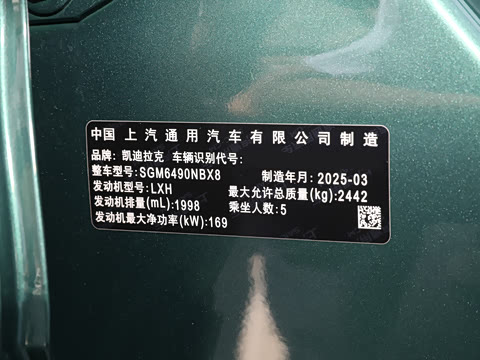 中国上汽通用汽车有限公司制造
品牌: 凯迪拉克 车辆识别代号:
整车型号:SGM6490NBX8 制造年月:2025-03
发动机型号:LXH 最大允许总质量(kg):2442
发动机排量(mL):1998 乘坐人数:5
发动机最大净功率(kW):169